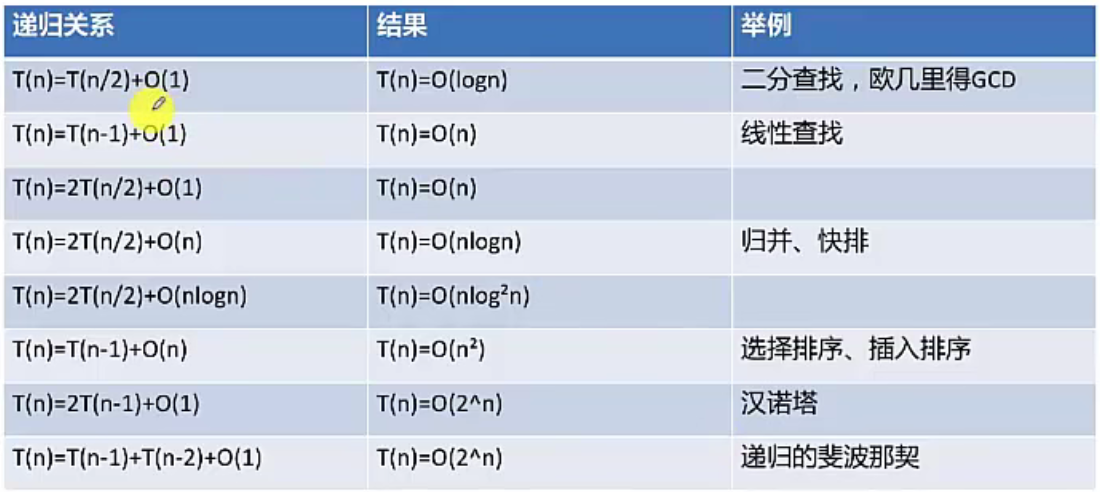 递归关系 结果 举例
T(n)=T(n/2)+O(1) T(n)=O(logn) 二分查找，欧几里得GCD
T(n)=T(n-1)+O(1) T(n)=O(n) 线性查找
T(n)=2T(n/2)+O(1) T(n)=O(n)
T(n)=2T(n/2)+O(n) T(n)=O(nlogn) 归并、快排
T(n)=2T(n/2)+O(nlogn) T(n)=O(nlog²n)
T(n)=T(n-1)+O(n) T(n)=O(n²) 选择排序、插入排序
T(n)=2T(n-1)+O(1) T(n)=O(2^n) 汉诺塔
T(n)=T(n-1)+T(n-2)+O(1) T(n)=O(2^n) 递归的斐波那契